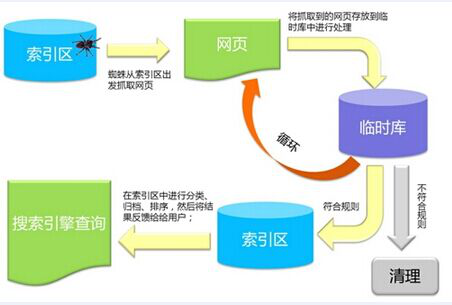 将抓取到的网页存放到临
时库中进行处理
索引区
网页
蜘蛛从索引区出
发抓取网页
循环
临时库
在索引区中进行分类、
归档、排序，然后将结
果反馈给给用户；
符合规则
不符合规则
搜索引擎查询
索引区
清理